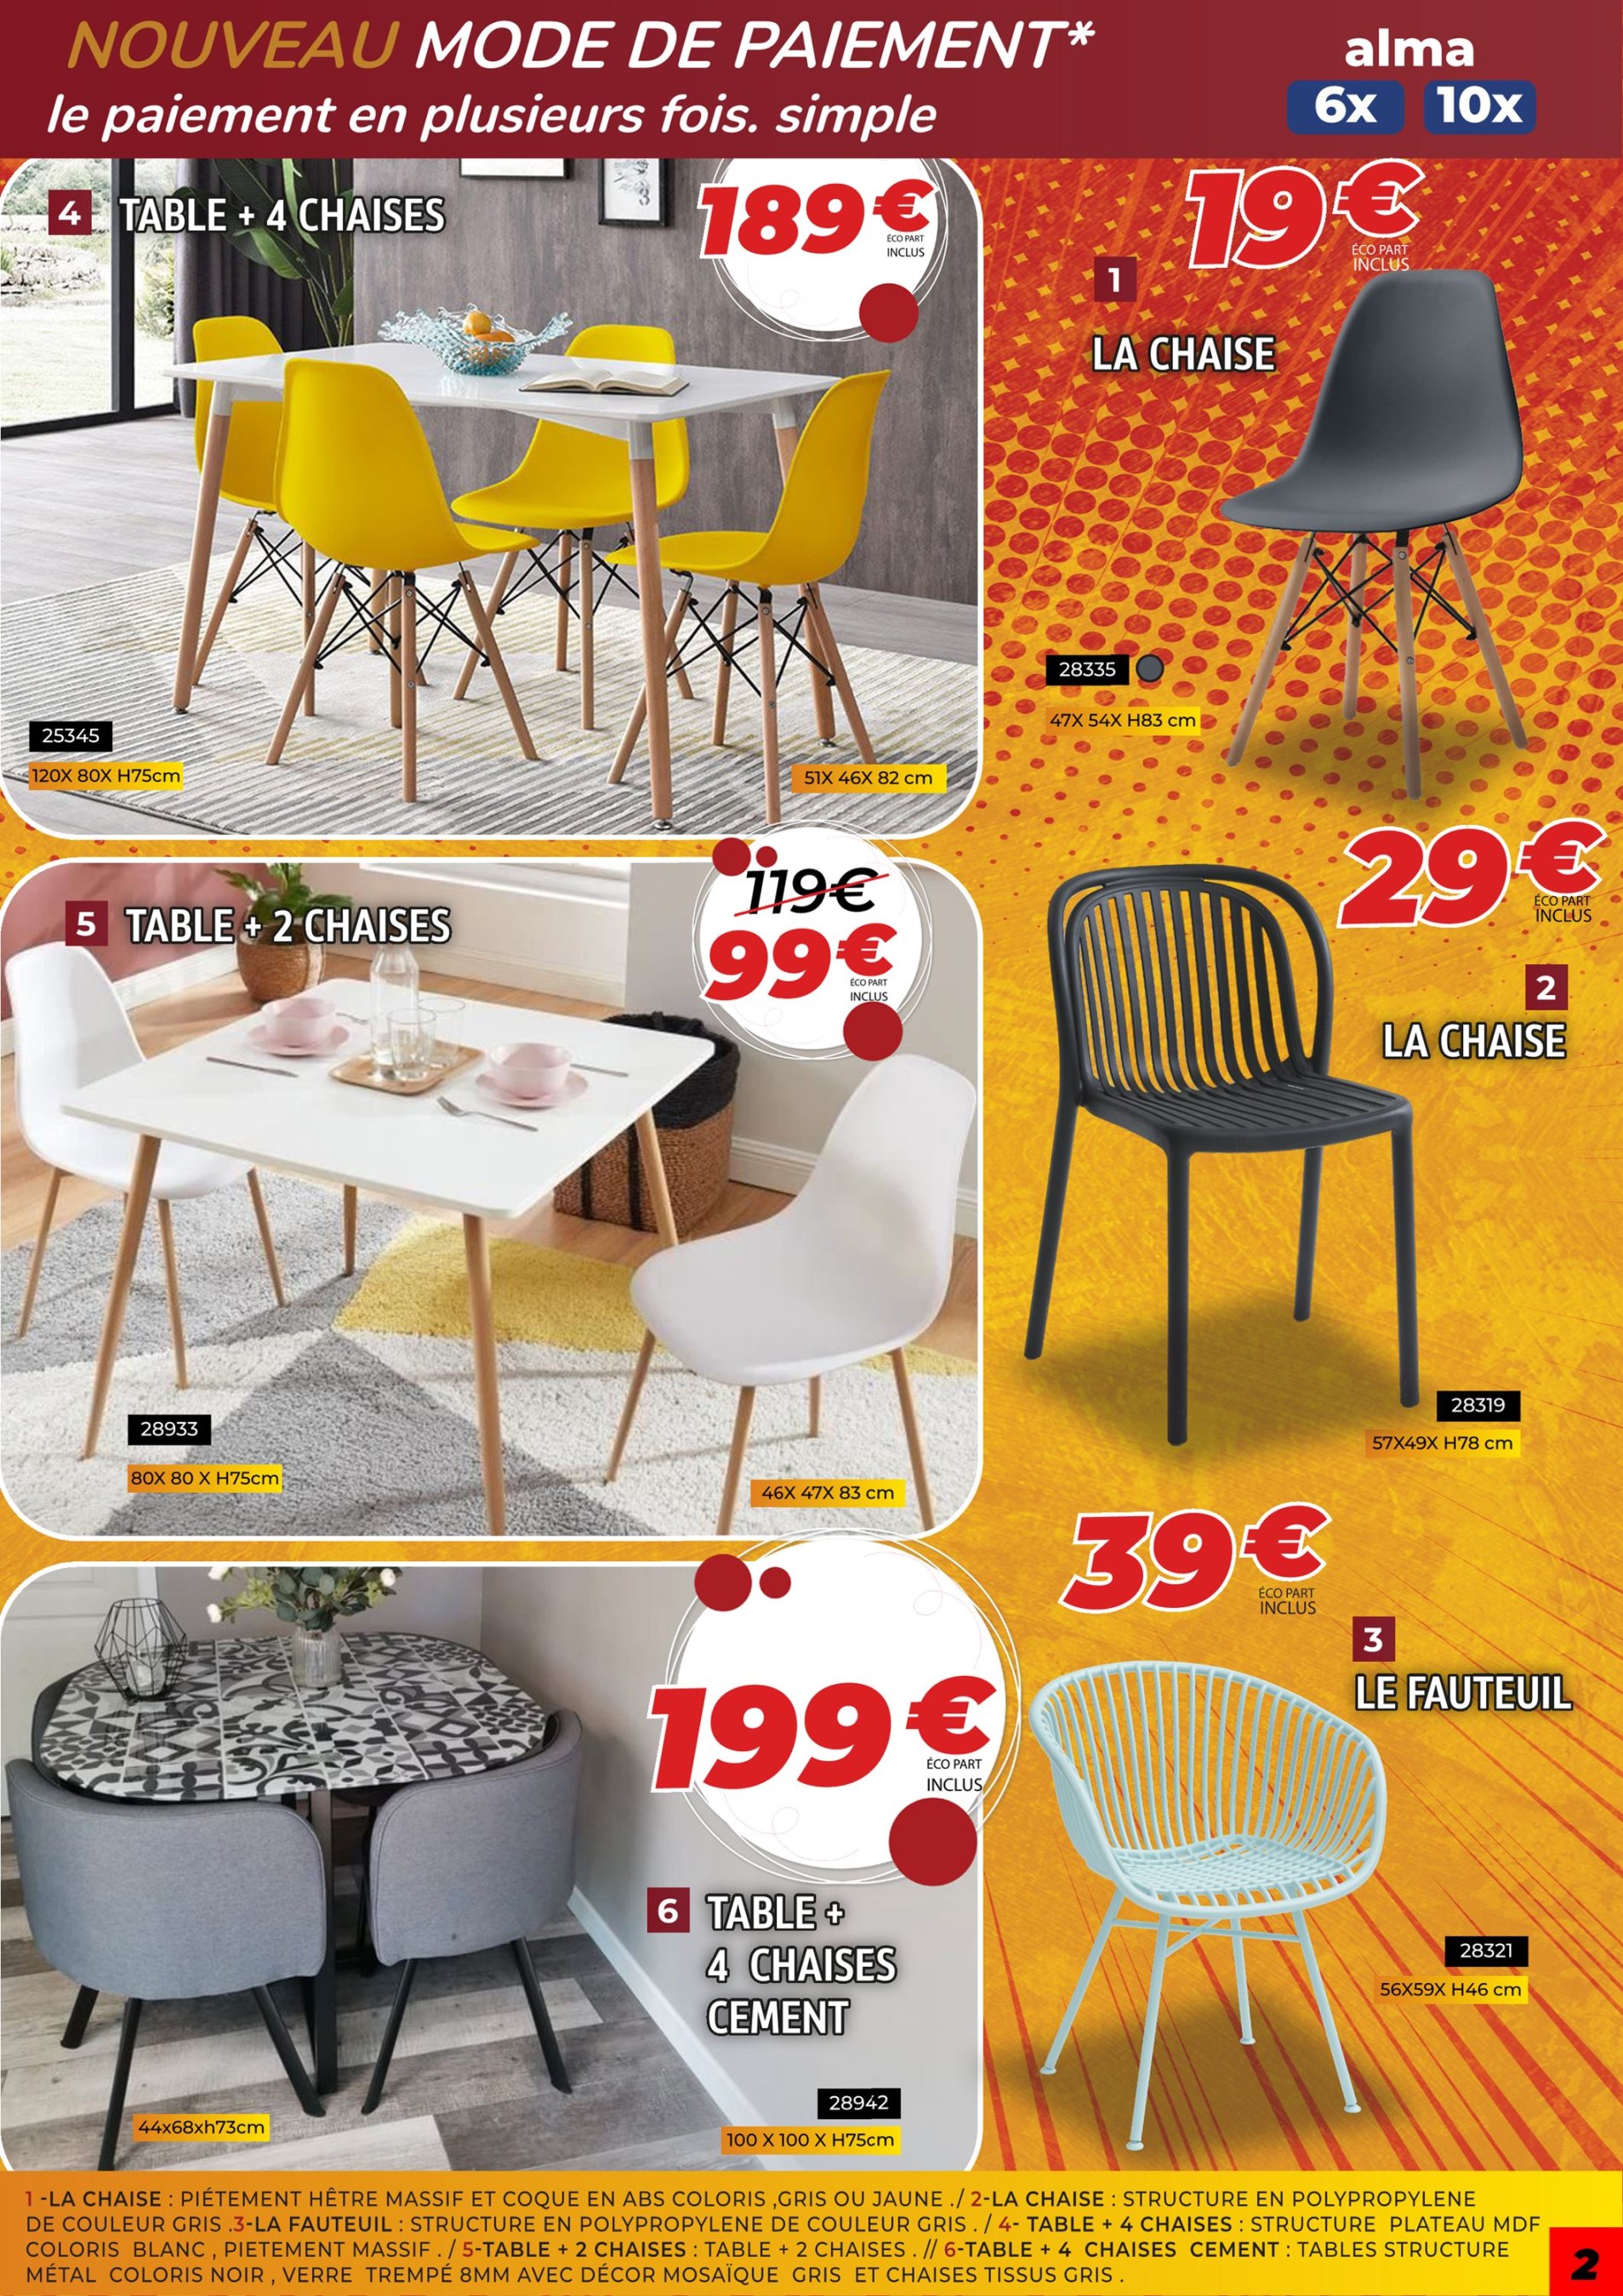 NOUVEAU MODE DE PAIEMENT*
le paiement en plusieurs fois. simple
alma
6x 10x
4 TABLE + 4 CHAISES
189€
ÉCO PART
INCLUS
25345
120X 80X H75cm
51X 46X 82 cm
19€
ÉCO PART
INCLUS
1
LA CHAISE
28335
47X 54X H83 cm
5 TABLE + 2 CHAISES
119€
99€
ÉCO PART
INCLUS
28933
80X 80 X H75cm
46X 47X 83 cm
29€
ÉCO PART
INCLUS
2
LA CHAISE
28319
57X49X H78 cm
199€
ÉCO PART
INCLUS
6 TABLE +
4 CHAISES
CEMENT
28942
44x68xh73cm
100 X 100 X H75cm
39€
ÉCO PART
INCLUS
3
LE FAUTEUIL
28321
56X59X H46 cm
1 -LA CHAISE : PIÉTEMENT HÊTRE MASSIF ET COQUE EN ABS COLORIS ,GRIS OU JAUNE ./ 2-LA CHAISE : STRUCTURE EN POLYPROPYLENE
DE COULEUR GRIS .3-LA FAUTEUIL : STRUCTURE EN POLYPROPYLENE DE COULEUR GRIS . / 4- TABLE + 4 CHAISES : STRUCTURE PLATEAU MDF
COLORIS BLANC , PIETEMENT MASSIF . / 5-TABLE + 2 CHAISES : TABLE + 2 CHAISES . // 6-TABLE + 4 CHAISES CEMENT : TABLES STRUCTURE
MÉTAL COLORIS NOIR , VERRE TREMPÉ 8MM AVEC DÉCOR MOSAÏQUE GRIS ET CHAISES TISSUS GRIS .
2